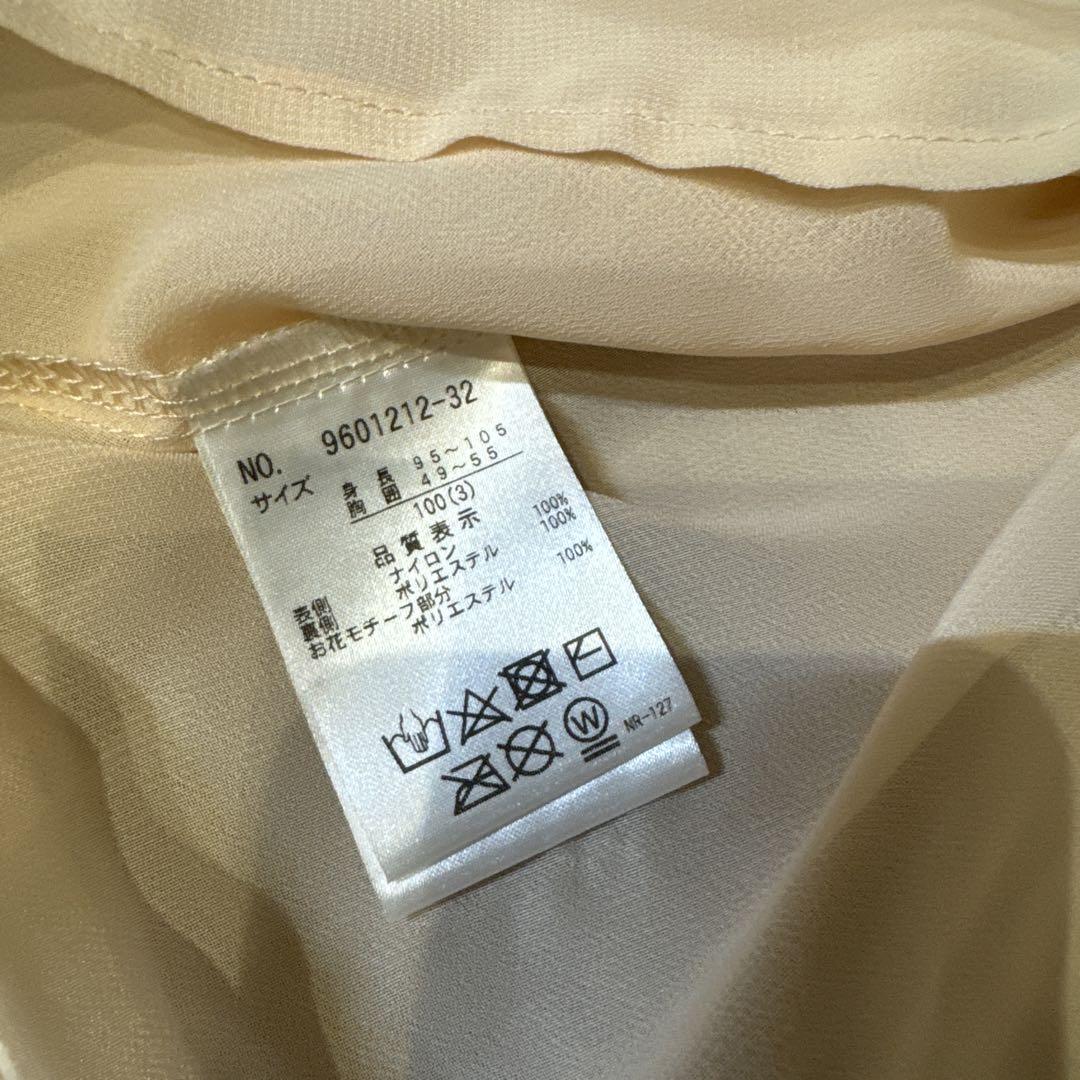 NO. 9601212-32
サイズ 身長 95～105
胸囲 49～55
100(3)
品質表示
表側 ナイロン 100%
裏側 ポリエステル 100%
お花モチーフ部分
ポリエステル 100%
W
NR-127